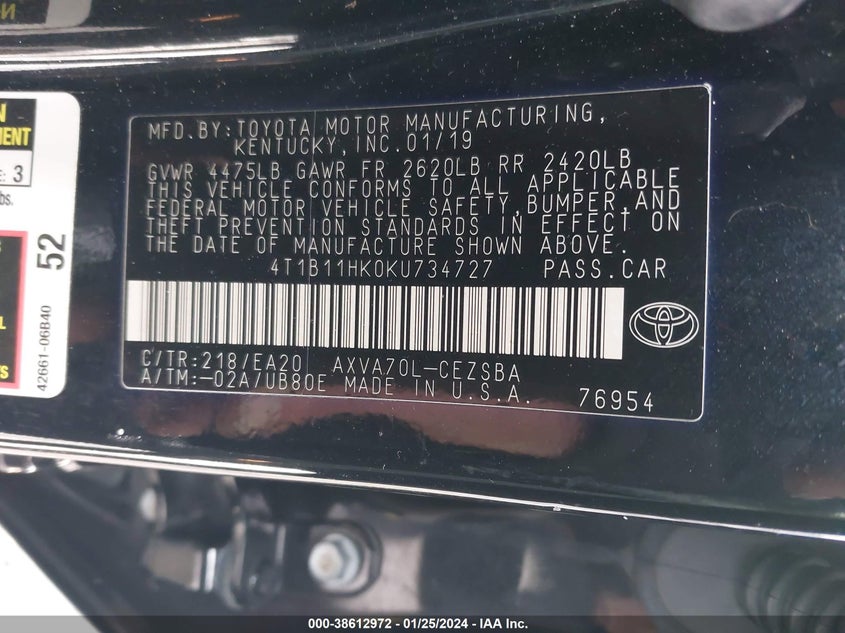 MFD.BY:TOYOTA MOTOR MANUFACTURING,
KENTUCKY,INC.01/19
GVWR 4475LB GAWR FR 2620LB RR 2420LB
THIS VEHICLE CONFORMS TO ALL APPLICABLE
FEDERAL MOTOR VEHICLE SAFETY,BUMPER,AND
THEFT PREVENTION STANDARDS IN EFFECT ON
THE DATE OF MANUFACTURE SHOWN ABOVE.
4T1B11HK0KU734727 PASS.CAR
C/TR:218/EA20 AXVA70L-CEZSBA
A/TM:-02A/UB80E MADE IN U.S.A. 76954
3
lbs.
52
42661-06B40
000-38612972 / 01/25/2024 - IAA Inc.